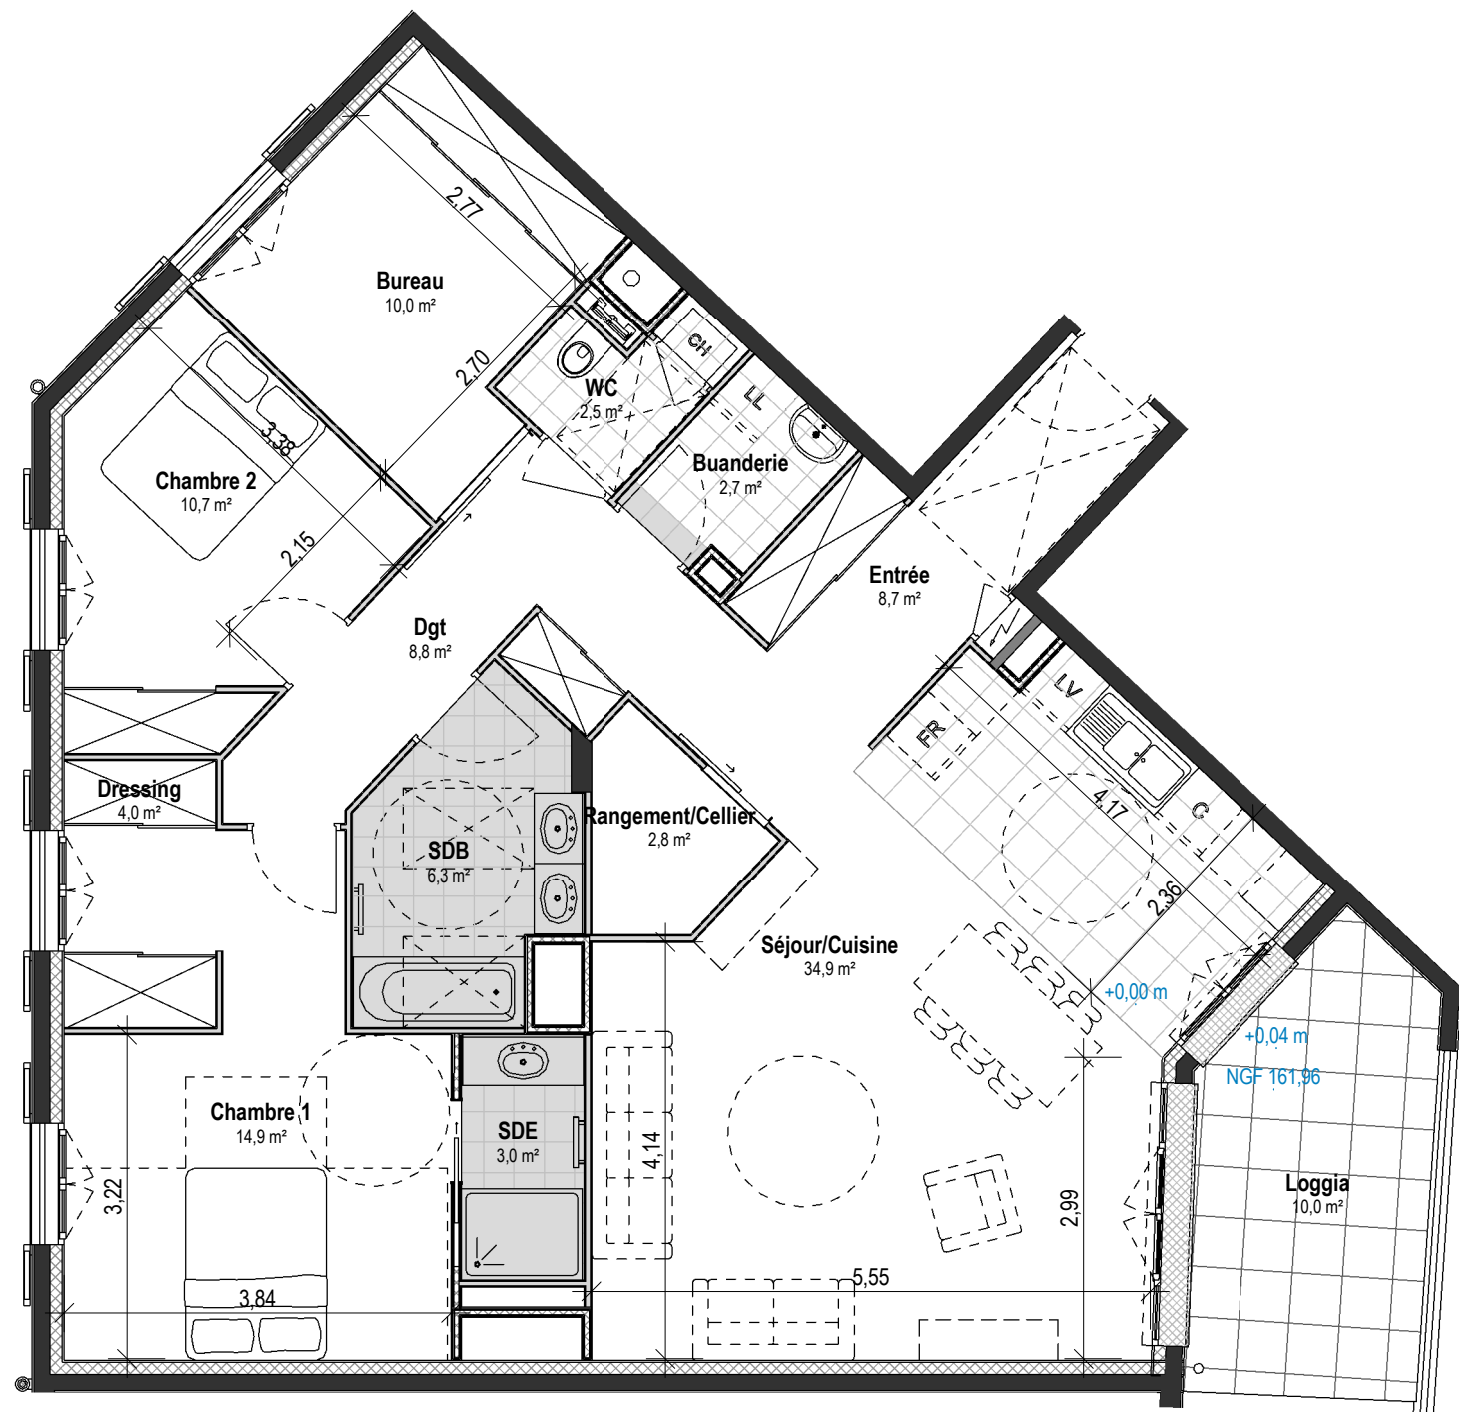 2,77
Bureau
10,0 m²
2,70
CH
WC
2,5 m²
LL
3,38
Chambre 2
10,7 m²
Buanderie
2,7 m²
2,15
Entrée
8,7 m²
Dgt
8,8 m²
LV
FR
Dressing
4,0 m²
4,17
C
Rangement/Cellier
2,8 m²
SDB
6,3 m²
2,36
Séjour/Cuisine
34,9 m²
+0,00 m
+0,04 m
NGF 161,96
Chambre 1
14,9 m²
SDE
3,0 m²
4,14
3,22
2,99
Loggia
10,0 m²
5,55
3,84